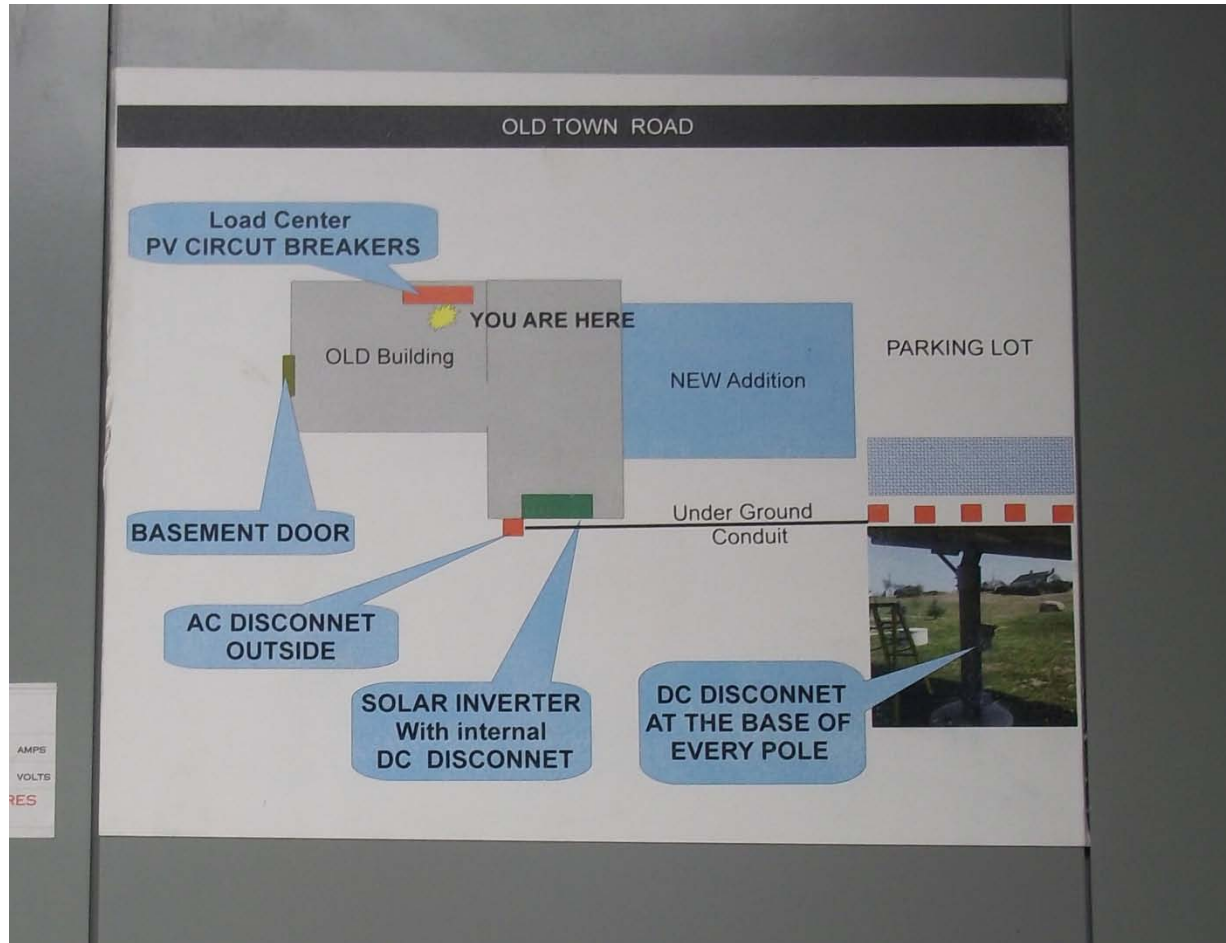 OLD TOWN ROAD
Load Center
PV CIRCUT BREAKERS
YOU ARE HERE
OLD Building
NEW Addition
PARKING LOT
BASEMENT DOOR
Under Ground
Conduit
AC DISCONNET
OUTSIDE
SOLAR INVERTER
With internal
DC DISCONNET
DC DISCONNET
AT THE BASE OF
EVERY POLE
AMPS
VOLTS
RES